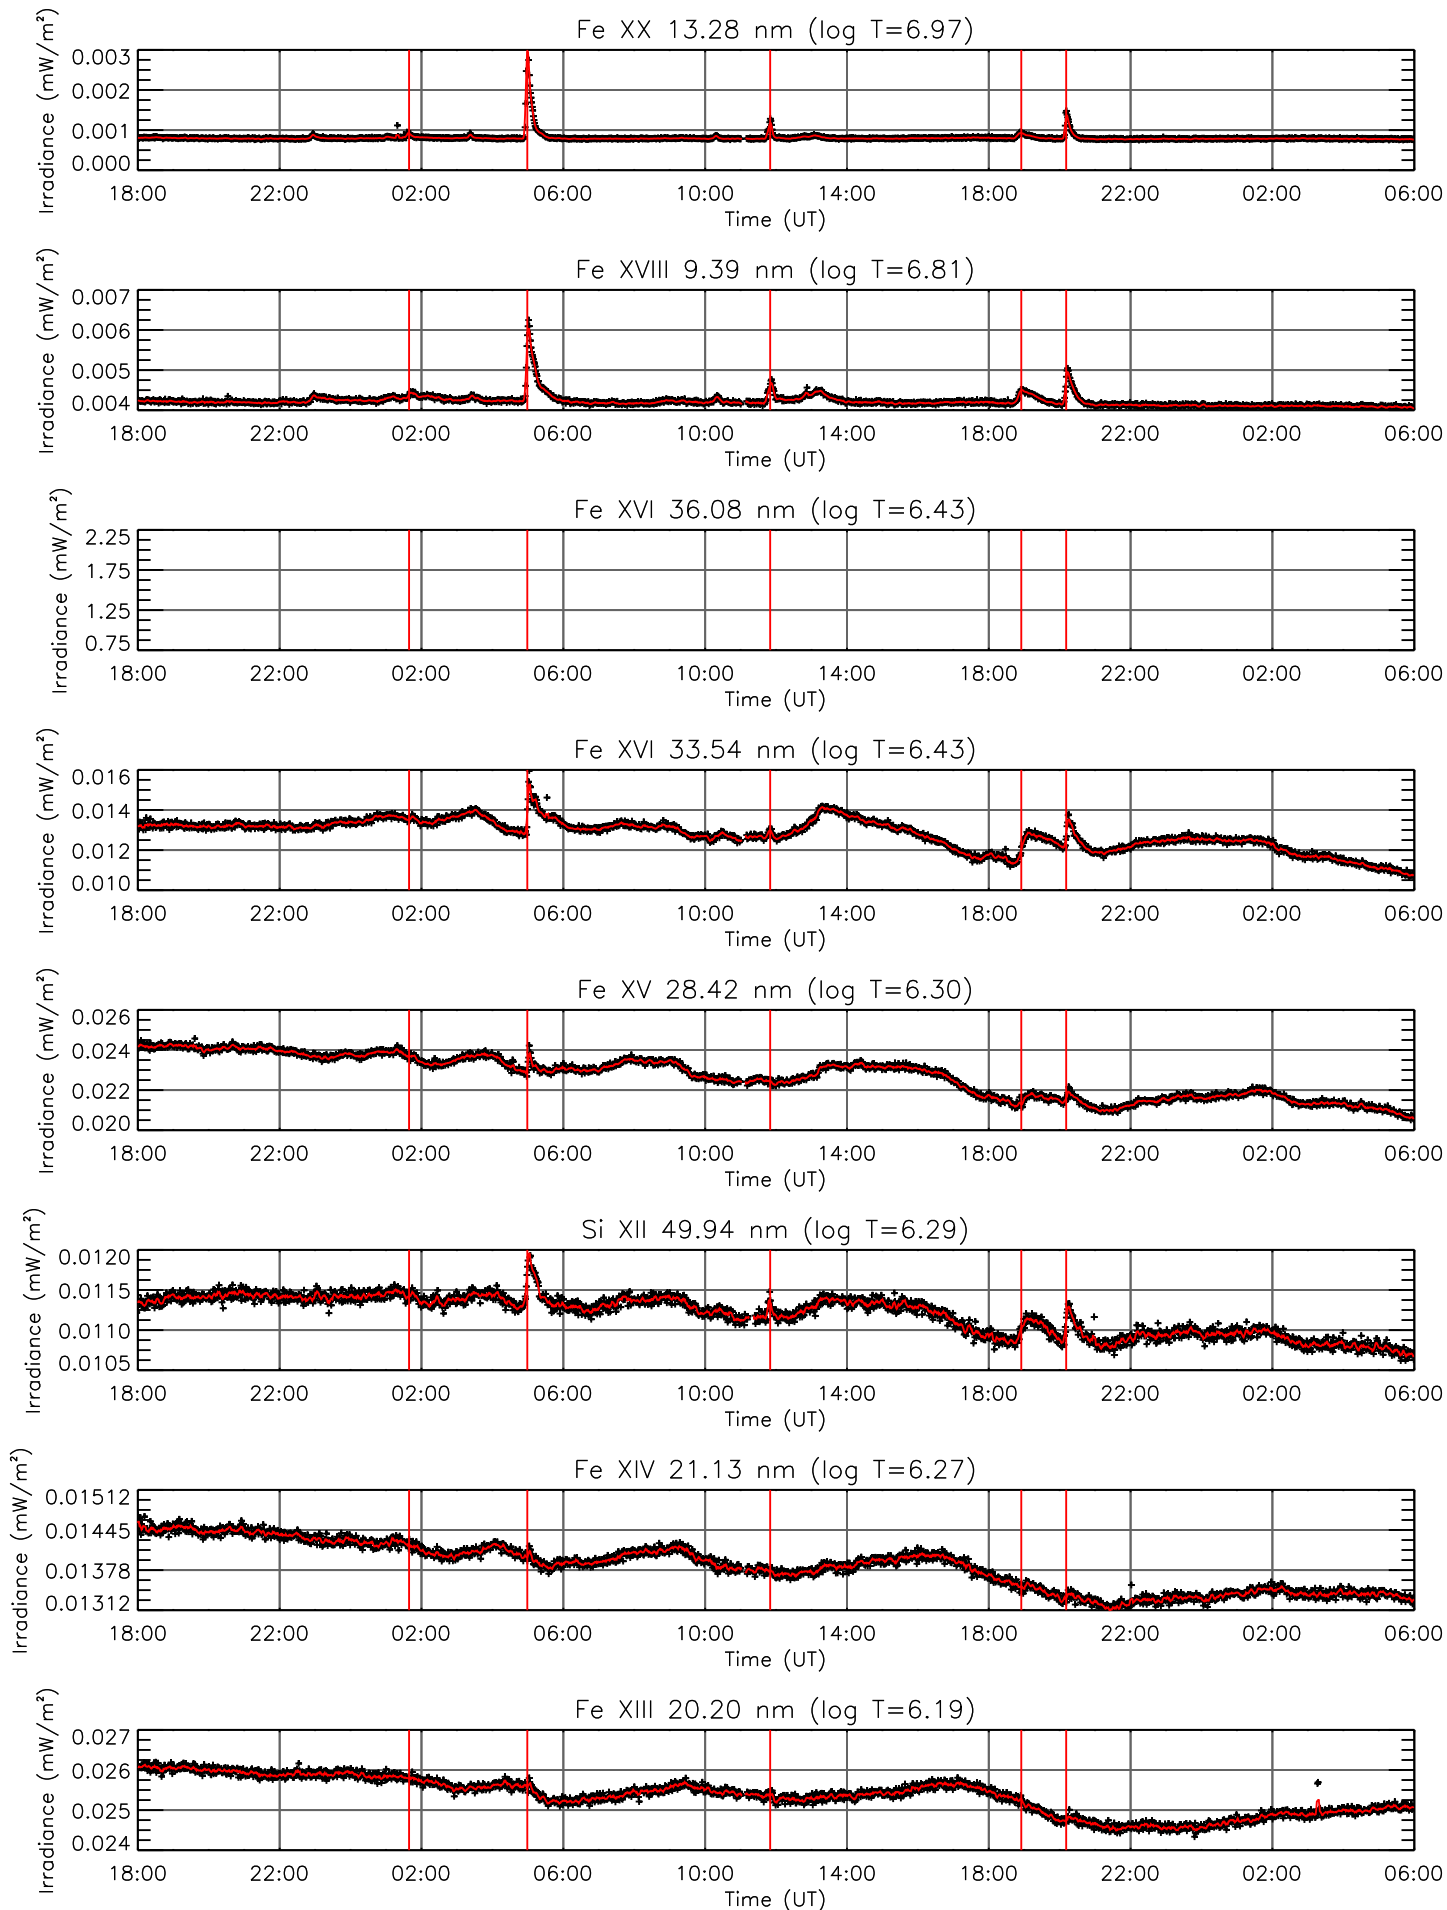 Fe XX 13.28 nm (log T=6.97)
Irradiance (mW/m²)
0.003
0.002
0.001
0.000
18:00 22:00 02:00 06:00 10:00 14:00 18:00 22:00 02:00 06:00
Time (UT)
Fe XVIII 9.39 nm (log T=6.81)
Irradiance (mW/m²)
0.007
0.006
0.005
0.004
18:00 22:00 02:00 06:00 10:00 14:00 18:00 22:00 02:00 06:00
Time (UT)
Fe XVI 36.08 nm (log T=6.43)
Irradiance (mW/m²)
2.25
1.75
1.25
0.75
18:00 22:00 02:00 06:00 10:00 14:00 18:00 22:00 02:00 06:00
Time (UT)
Fe XVI 33.54 nm (log T=6.43)
Irradiance (mW/m²)
0.016
0.014
0.012
0.010
18:00 22:00 02:00 06:00 10:00 14:00 18:00 22:00 02:00 06:00
Time (UT)
Fe XV 28.42 nm (log T=6.30)
Irradiance (mW/m²)
0.026
0.024
0.022
0.020
18:00 22:00 02:00 06:00 10:00 14:00 18:00 22:00 02:00 06:00
Time (UT)
Si XII 49.94 nm (log T=6.29)
Irradiance (mW/m²)
0.0120
0.0115
0.0110
0.0105
18:00 22:00 02:00 06:00 10:00 14:00 18:00 22:00 02:00 06:00
Time (UT)
Fe XIV 21.13 nm (log T=6.27)
Irradiance (mW/m²)
0.01512
0.01445
0.01378
0.01312
18:00 22:00 02:00 06:00 10:00 14:00 18:00 22:00 02:00 06:00
Time (UT)
Fe XIII 20.20 nm (log T=6.19)
Irradiance (mW/m²)
0.027
0.026
0.025
0.024
18:00 22:00 02:00 06:00 10:00 14:00 18:00 22:00 02:00 06:00
Time (UT)